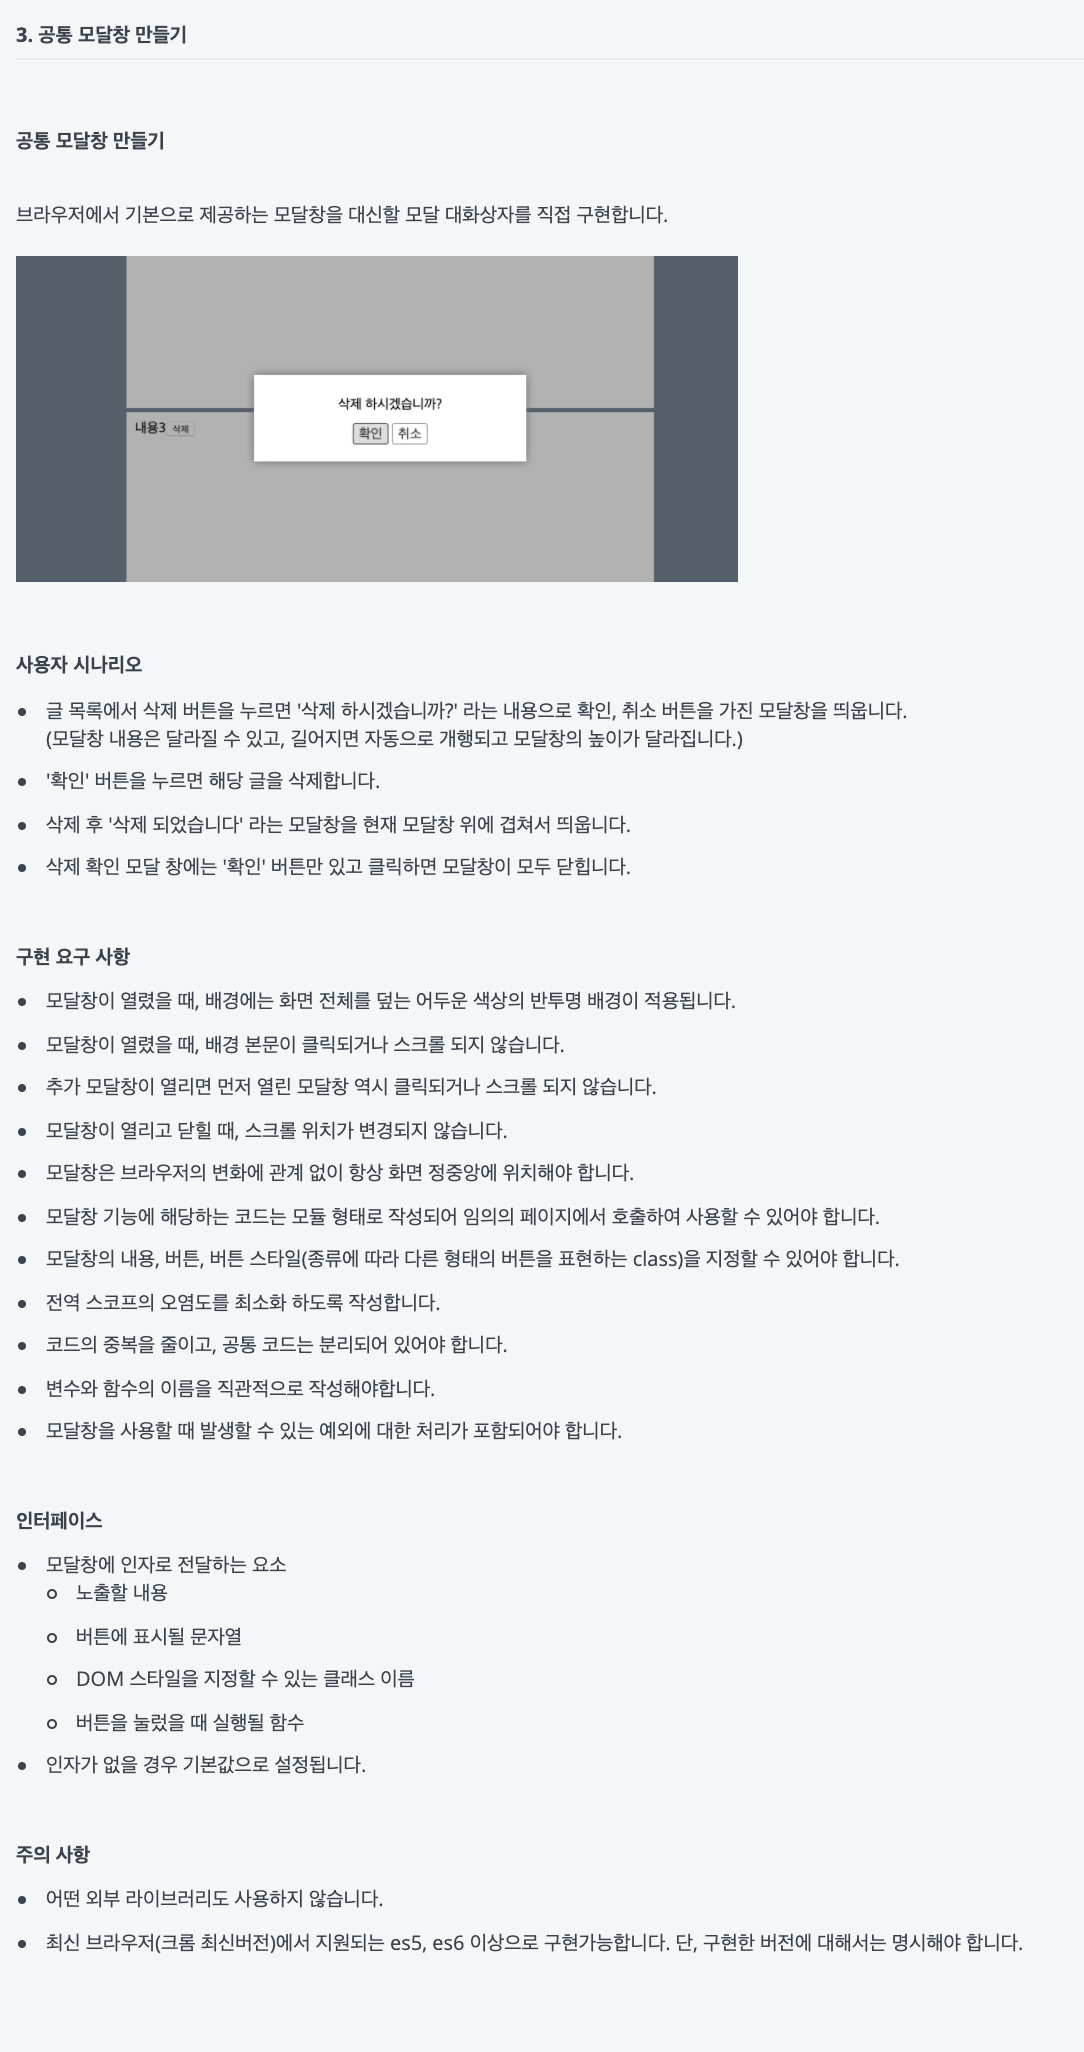 3. 공통 모달창 만들기
공통 모달창 만들기
브라우저에서 기본으로 제공하는 모달창을 대신할 모달 대화상자를 직접 구현합니다.
삭제 하시겠습니까?
내용3 삭제
확인 취소
사용자 시나리오
글 목록에서 삭제 버튼을 누르면 '삭제 하시겠습니까?' 라는 내용으로 확인, 취소 버튼을 가진 모달창을 띄웁니다.
(모달창 내용은 달라질 수 있고, 길어지면 자동으로 개행되고 모달창의 높이가 달라집니다.)
'확인' 버튼을 누르면 해당 글을 삭제합니다.
삭제 후 '삭제 되었습니다' 라는 모달창을 현재 모달창 위에 겹쳐서 띄웁니다.
삭제 확인 모달 창에는 '확인' 버튼만 있고 클릭하면 모달창이 모두 닫힙니다.
구현 요구 사항
모달창이 열렸을 때, 배경에는 화면 전체를 덮는 어두운 색상의 반투명 배경이 적용됩니다.
모달창이 열렸을 때, 배경 본문이 클릭되거나 스크롤 되지 않습니다.
추가 모달창이 열리면 먼저 열린 모달창 역시 클릭되거나 스크롤 되지 않습니다.
모달창이 열리고 닫힐 때, 스크롤 위치가 변경되지 않습니다.
모달창은 브라우저의 변화에 관계 없이 항상 화면 정중앙에 위치해야 합니다.
모달창 기능에 해당하는 코드는 모듈 형태로 작성되어 임의의 페이지에서 호출하여 사용할 수 있어야 합니다.
모달창의 내용, 버튼, 버튼 스타일(종류에 따라 다른 형태의 버튼을 표현하는 class)을 지정할 수 있어야 합니다.
전역 스코프의 오염도를 최소화 하도록 작성합니다.
코드의 중복을 줄이고, 공통 코드는 분리되어 있어야 합니다.
변수와 함수의 이름을 직관적으로 작성해야합니다.
모달창을 사용할 때 발생할 수 있는 예외에 대한 처리가 포함되어야 합니다.
인터페이스
모달창에 인자로 전달하는 요소
노출할 내용
버튼에 표시될 문자열
DOM 스타일을 지정할 수 있는 클래스 이름
버튼을 눌렀을 때 실행될 함수
인자가 없을 경우 기본값으로 설정됩니다.
주의 사항
어떤 외부 라이브러리도 사용하지 않습니다.
최신 브라우저(크롬 최신버전)에서 지원되는 es5, es6 이상으로 구현가능합니다. 단, 구현한 버전에 대해서는 명시해야 합니다.